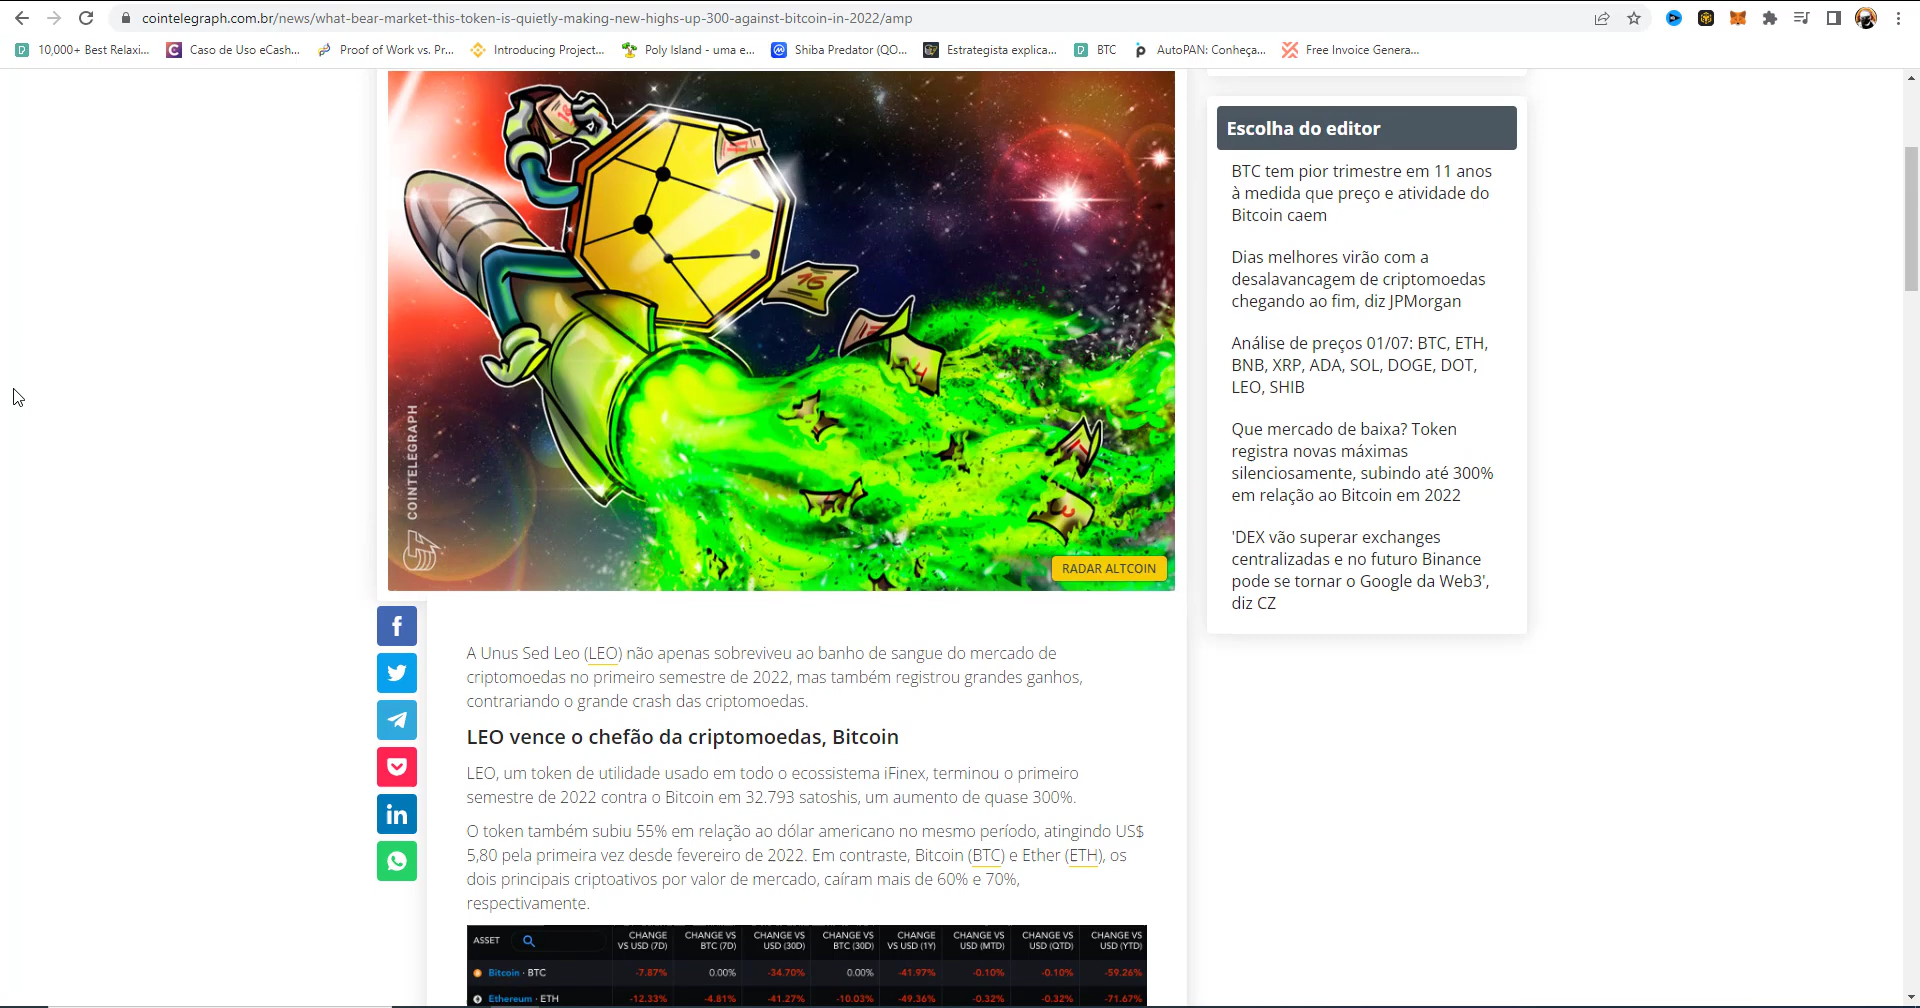 cointelegraph.com.br/news/what-bear-market-this-token-is-quietly-making-new-highs-up-300-against-bitcoin-in-2022/amp
10,000+ Best Relaxi...
Caso de Uso eCash...
Proof of Work vs. Pr...
Introducing Project...
Poly Island - uma e...
Shiba Predator (QO...
Estrategista explica...
BTC
AutoPAN: Conheça...
Free Invoice Genera...
COINTELEGRAPH
RADAR ALTCOIN
Escolha do editor
BTC tem pior trimestre em 11 anos
à medida que preço e atividade do
Bitcoin caem
Dias melhores virão com a
desalavancagem de criptomoedas
chegando ao fim, diz JPMorgan
Análise de preços 01/07: BTC, ETH,
BNB, XRP, ADA, SOL, DOGE, DOT,
LEO, SHIB
Que mercado de baixa? Token
registra novas máximas
silenciosamente, subindo até 300%
em relação ao Bitcoin em 2022
'DEX vão superar exchanges
centralizadas e no futuro Binance
pode se tornar o Google da Web3',
diz CZ
A Unus Sed Leo (LEO) não apenas sobreviveu ao banho de sangue do mercado de
criptomoedas no primeiro semestre de 2022, mas também registrou grandes ganhos,
contrariando o grande crash das criptomoedas.
LEO vence o chefão da criptomoedas, Bitcoin
LEO, um token de utilidade usado em todo o ecossistema iFinex, terminou o primeiro
semestre de 2022 contra o Bitcoin em 32.793 satoshis, um aumento de quase 300%.
O token também subiu 55% em relação ao dólar americano no mesmo período, atingindo US$
5,80 pela primeira vez desde fevereiro de 2022. Em contraste, Bitcoin (BTC) e Ether (ETH), os
dois principais criptoativos por valor de mercado, caíram mais de 60% e 70%,
respectivamente.
ASSET CHANGE VS USD (7D) CHANGE VS BTC (7D) CHANGE VS USD (30D) CHANGE VS BTC (30D) CHANGE VS USD (1Y) CHANGE VS USD (MTD) CHANGE VS USD (QTD) CHANGE VS USD (YTD)
Bitcoin · BTC -7.87% 0.00% -34.70% 0.00% -41.97% -0.10% -0.10% -59.26%
Ethereum · ETH -12.33% -4.81% -41.27% -10.03% -49.36% -0.32% -0.32% -71.67%